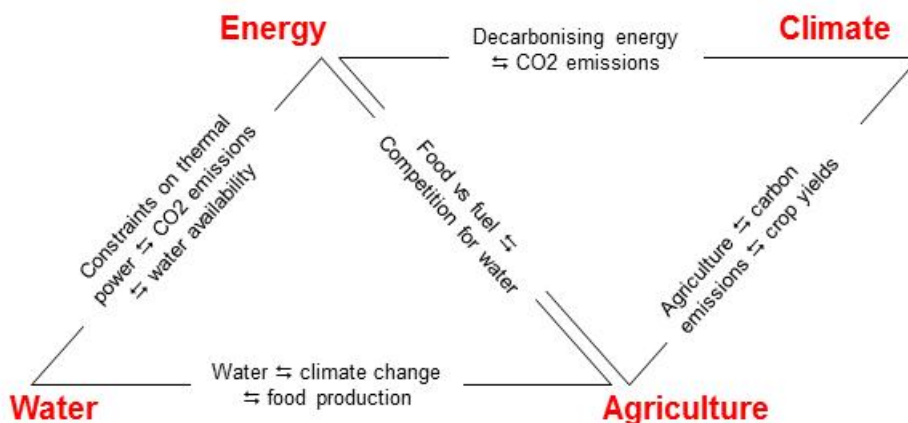 Energy
Decarbonising energy
⇆ CO2 emissions
Climate
Constraints on thermal
power ⇆ CO2 emissions
⇆ water availability
Food vs fuel ⇆
Competition for water
Agriculture ⇆ carbon
emissions ⇆ crop yields
Water ⇆ climate change
⇆ food production
Water
Agriculture